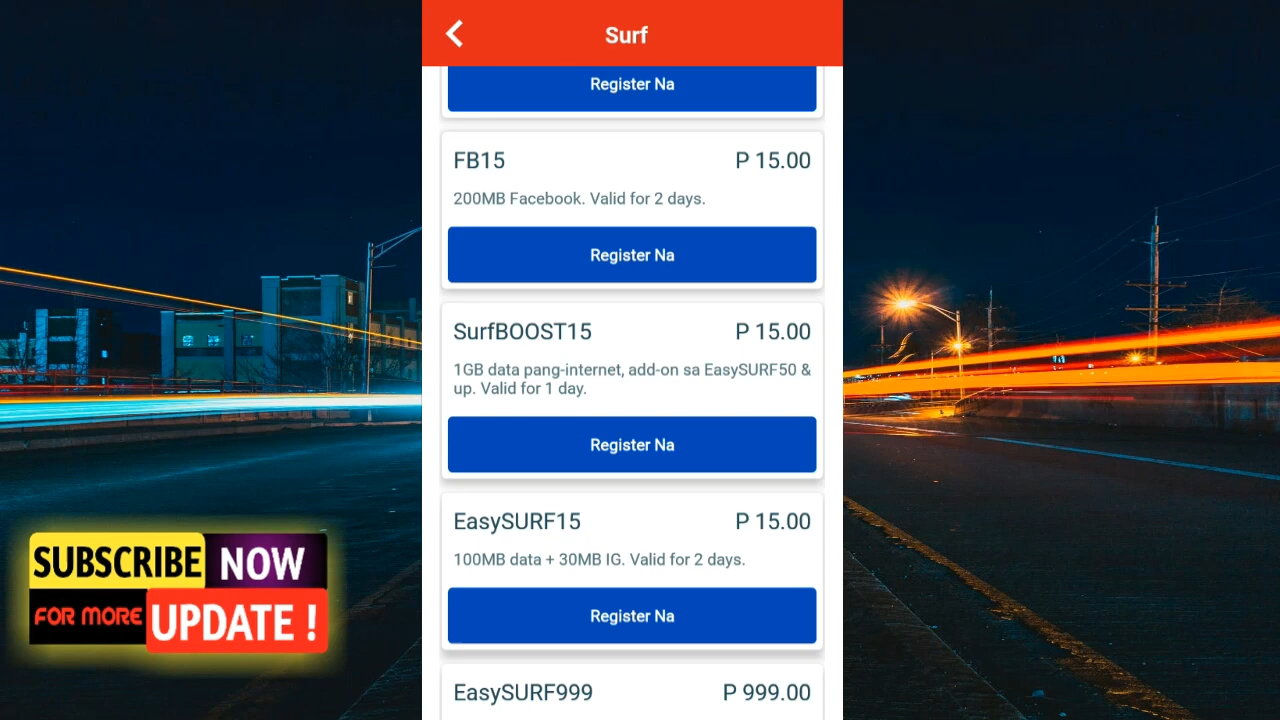 Surf
Register Na
FB15 P 15.00
200MB Facebook. Valid for 2 days.
Register Na
SurfBOOST15 P 15.00
1GB data pang-internet, add-on sa EasySURF50 &
up. Valid for 1 day.
Register Na
EasySURF15 P 15.00
100MB data + 30MB IG. Valid for 2 days.
Register Na
EasySURF999 P 999.00
SUBSCRIBE NOW
FOR MORE UPDATE !